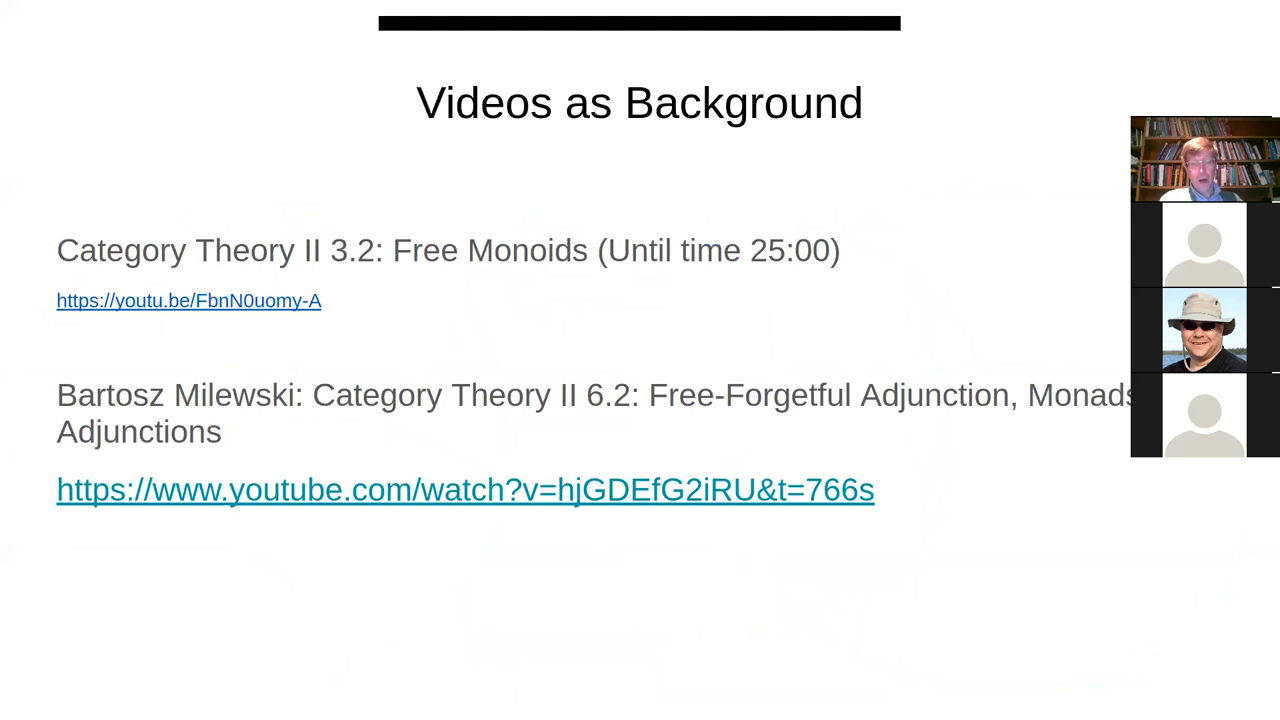 Videos as Background
Category Theory II 3.2: Free Monoids (Until time 25:00)
https://youtu.be/FbnN0uomy-A
Bartosz Milewski: Category Theory II 6.2: Free-Forgetful Adjunction, Monads
Adjunctions
https://www.youtube.com/watch?v=hjGDEfG2iRU&t=766s